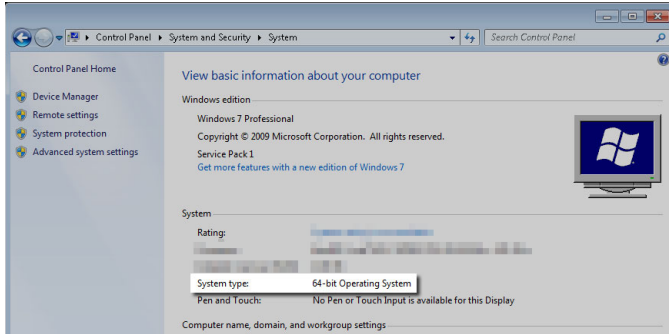 Control Panel ▸ System and Security ▸ System
Search Control Panel
Control Panel Home
Device Manager
Remote settings
System protection
Advanced system settings
View basic information about your computer
Windows edition
Windows 7 Professional
Copyright © 2009 Microsoft Corporation. All rights reserved.
Service Pack 1
Get more features with a new edition of Windows 7
System
Rating:
System type: 64-bit Operating System
Pen and Touch: No Pen or Touch Input is available for this Display
Computer name, domain, and workgroup settings